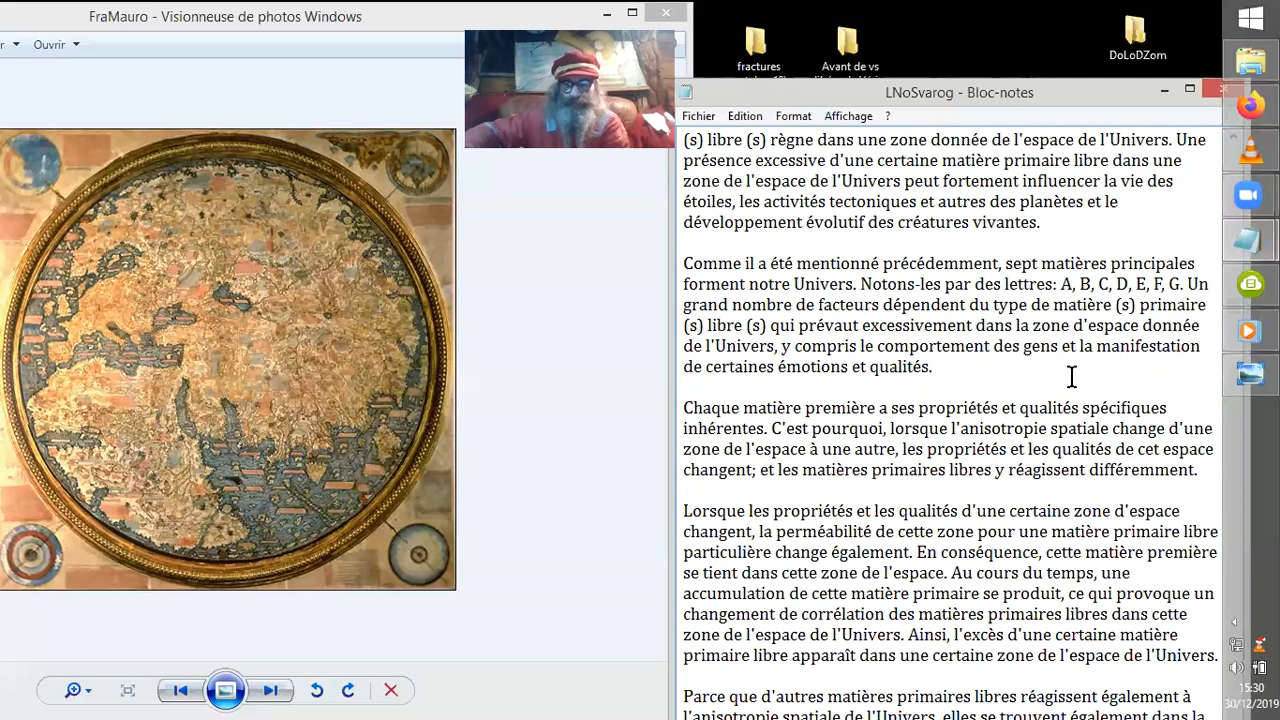 FraMauro - Visionneuse de photos Windows
r
Ouvrir
fractures
Avant de vs
DoLoDZom
LNoSvarog - Bloc-notes
Fichier Edition Format Affichage ?
(s) libre (s) règne dans une zone donnée de l'espace de l'Univers. Une
présence excessive d'une certaine matière primaire libre dans une
zone de l'espace de l'Univers peut fortement influencer la vie des
étoiles, les activités tectoniques et autres des planètes et le
développement évolutif des créatures vivantes.
Comme il a été mentionné précédemment, sept matières principales
forment notre Univers. Notons-les par des lettres: A, B, C, D, E, F, G. Un
grand nombre de facteurs dépendent du type de matière (s) primaire
(s) libre (s) qui prévaut excessivement dans la zone d'espace donnée
de l'Univers, y compris le comportement des gens et la manifestation
de certaines émotions et qualités.
Chaque matière première a ses propriétés et qualités spécifiques
inhérentes. C'est pourquoi, lorsque l'anisotropie spatiale change d'une
zone de l'espace à une autre, les propriétés et les qualités de cet espace
changent; et les matières primaires libres y réagissent différemment.
Lorsque les propriétés et les qualités d'une certaine zone d'espace
changent, la perméabilité de cette zone pour une matière primaire libre
particulière change également. En conséquence, cette matière première
se tient dans cette zone de l'espace. Au cours du temps, une
accumulation de cette matière primaire se produit, ce qui provoque un
changement de corrélation des matières primaires libres dans cette
zone de l'espace de l'Univers. Ainsi, l'excès d'une certaine matière
primaire libre apparaît dans une certaine zone de l'espace de l'Univers.
Parce que d'autres matières primaires libres réagissent également à
l'anisotropie spatiale de l'Univers, elles se trouvent également dans la
15:30
30/12/2019